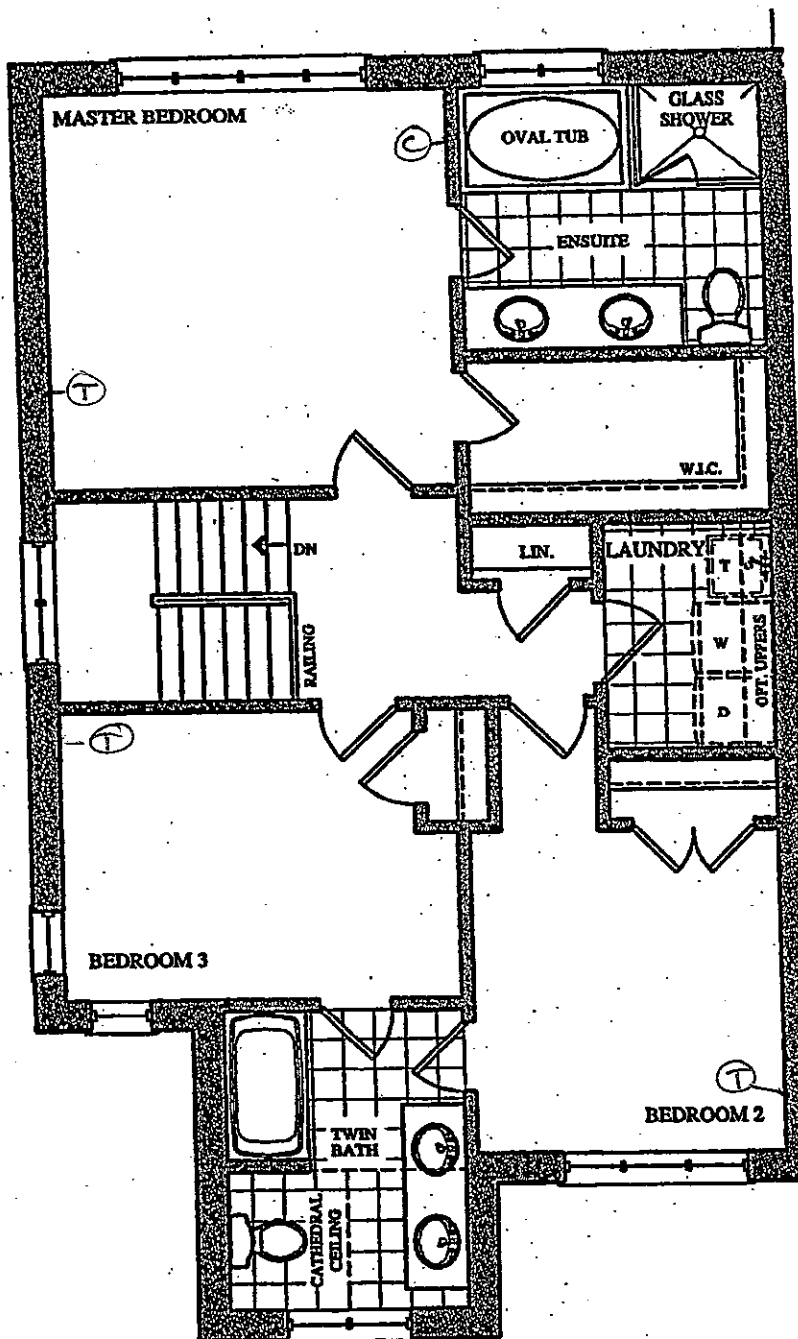 MASTER BEDROOM
GLASS
SHOWER
C
OVAL TUB
ENSUITE
T
W.I.C.
DN
LIN.
LAUNDRY
T
W
D
OPT. UPPERS
RAILING
T
BEDROOM 3
T
BEDROOM 2
TWIN
BATH
CATHEDRAL
CEILING